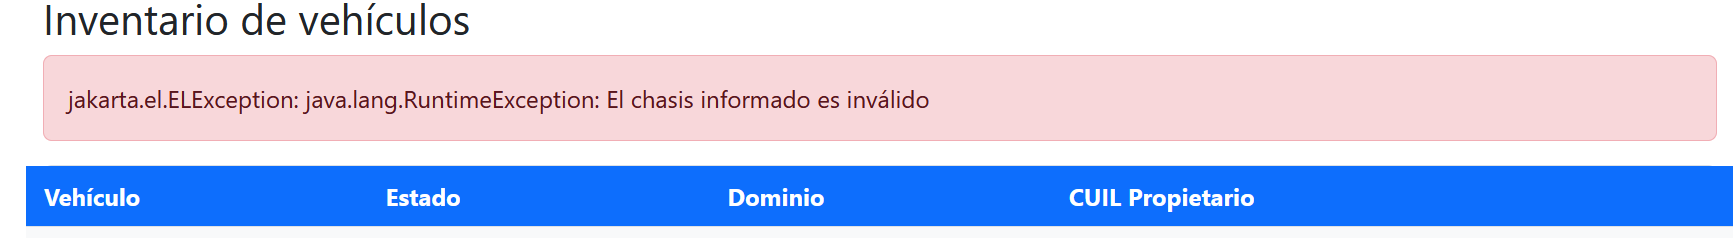 Inventario de vehículos
jakarta.el.ELException: java.lang.RuntimeException: El chasis informado es inválido
Vehículo Estado Dominio CUIL Propietario